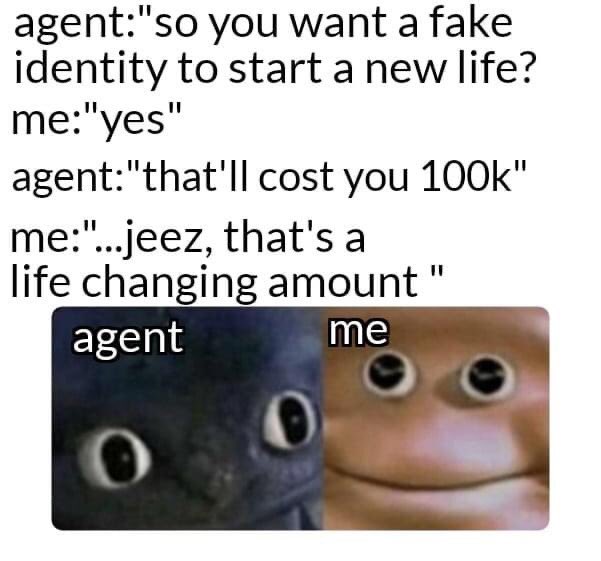 agent:"so you want a fake
identity to start a new life?
me:"yes"
agent:"that'll cost you 100k"
me:"...jeez, that's a
life changing amount "
agent
me